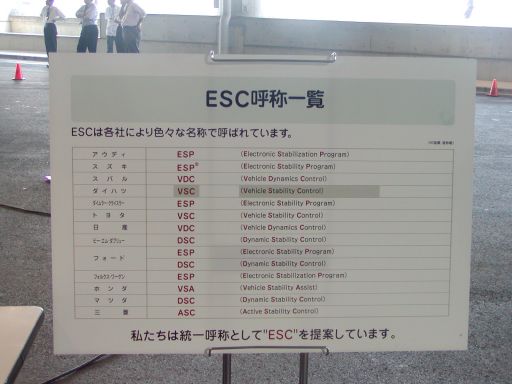 ESC呼称一覧
ESCは各社により色々な名称で呼ばれています。
アウディ ESP (Electronic Stabilization Program)
スズキ ESP® (Electronic Stability Program)
スバル VDC (Vehicle Dynamics Control)
ダイハツ VSC (Vehicle Stability Control)
ダイムラー・クライスラー ESP (Electronic Stability Program)
トヨタ VSC (Vehicle Stability Control)
日産 VDC (Vehicle Dynamics Control)
ビー・エム・ダブリュー DSC (Dynamic Stability Control)
フォード ESP (Electronic Stability Program)
DSC (Dynamic Stability Control)
フォルクス・ワーゲン ESP (Electronic Stabilization Program)
ホンダ VSA (Vehicle Stability Assist)
マツダ DSC (Dynamic Stability Control)
三菱 ASC (Active Stability Control)
私たちは統一呼称として"ESC"を提案しています。